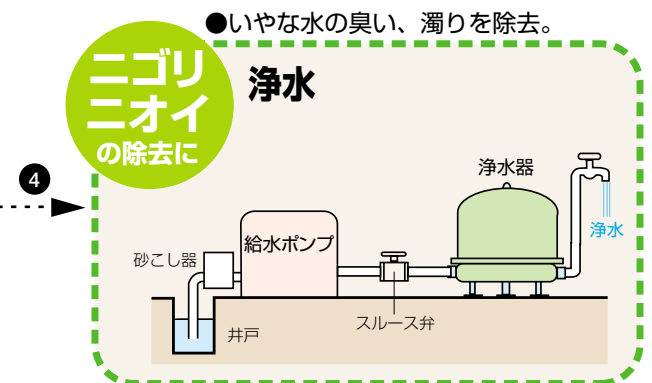 ●いやな水の臭い、濁りを除去。
ニゴリ
ニオイ
の除去に
浄水
4
浄水器
給水ポンプ
浄水
砂こし器
スルース弁
井戸